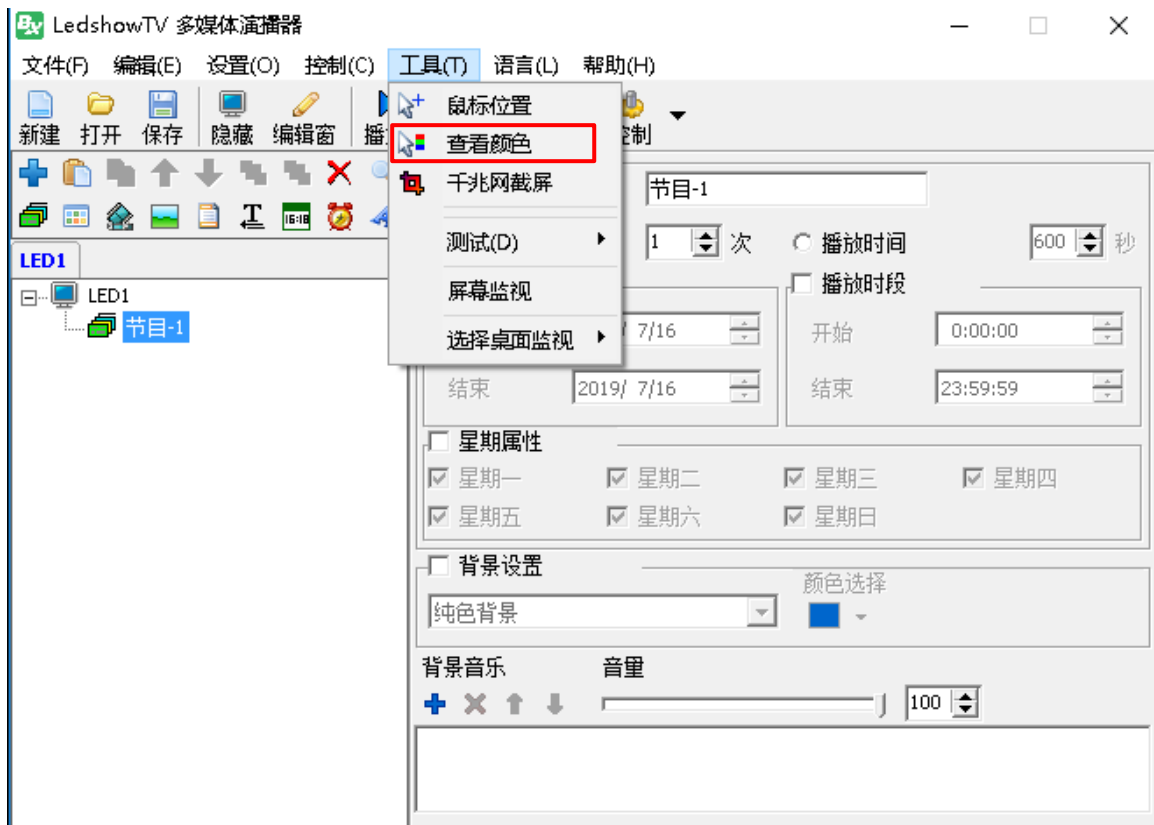 LedshowTV 多媒体演播器
文件(F) 编辑(E) 设置(O) 控制(C) 工具(T) 语言(L) 帮助(H)
新建 打开 保存 隐藏 编辑窗
鼠标位置
查看颜色
千兆网截屏
测试(D)
屏幕监视
选择桌面监视
LED1
LED1
节目-1
节目-1
1 次 播放时间 600 秒
播放时段
7/16 开始 0:00:00
结束 2019/ 7/16 结束 23:59:59
星期属性
星期一 星期二 星期三 星期四
星期五 星期六 星期日
背景设置
颜色选择
纯色背景
背景音乐 音量
100